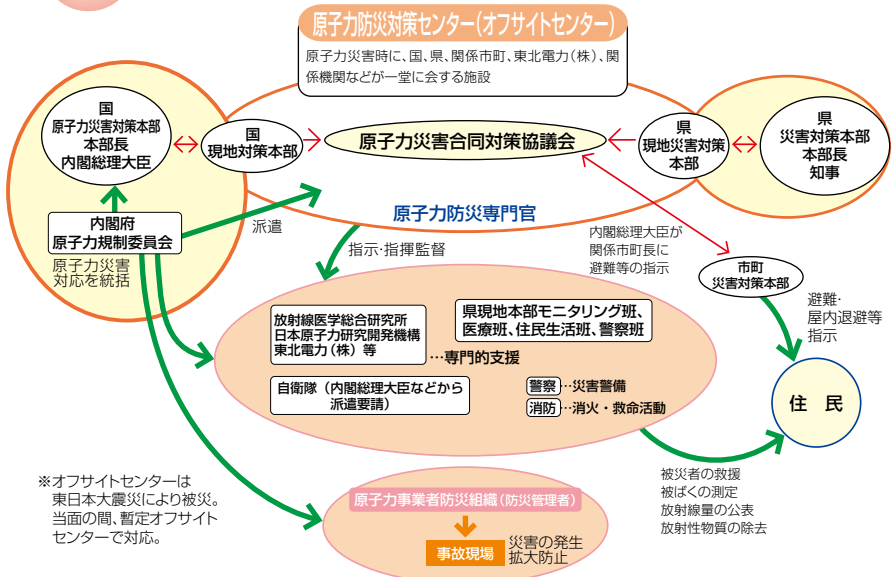 原子力防災対策センター(オフサイトセンター)
原子力災害時に、国、県、関係市町、東北電力(株)、関
係機関などが一堂に会する施設
国
原子力災害対策本部
本部長
内閣総理大臣
国
現地対策本部
原子力災害合同対策協議会
県
現地災害対策
本部
県
災害対策本部
本部長
知事
内閣府
原子力規制委員会
原子力災害
対応を統括
派遣
原子力防災専門官
指示・指揮監督
内閣総理大臣が
関係市町長に
避難等の指示
市町
災害対策本部
避難・
屋内退避等
指示
放射線医学総合研究所
日本原子力研究開発機構
東北電力(株)等
…専門的支援
県現地本部モニタリング班、
医療班、住民生活班、警察班
自衛隊(内閣総理大臣などから
派遣要請)
警察…災害警備
消防…消火・救命活動
住 民
被災者の救援
被ばくの測定
放射線量の公表
放射性物質の除去
※オフサイトセンターは
東日本大震災により被災。
当面の間、暫定オフサイト
センターで対応。
原子力事業者防災組織(防災管理者)
事故現場
災害の発生
拡大防止